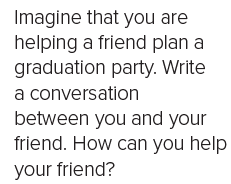 Imagine that you are
helping a friend plan a
graduation party. Write
a conversation
between you and your
friend. How can you help
your friend?